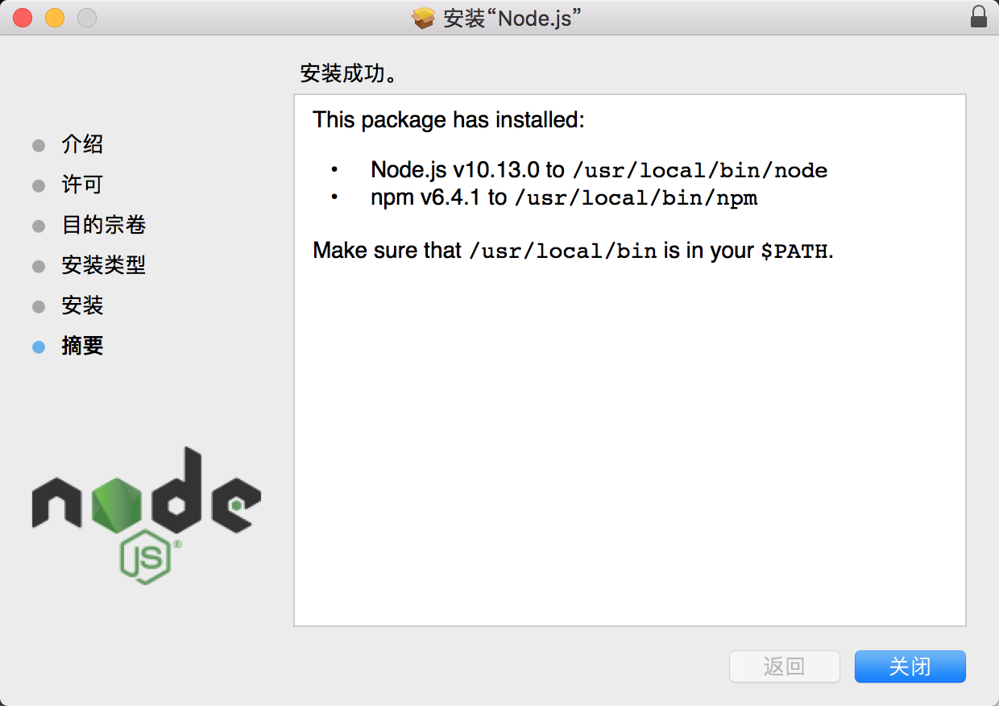 安装“Node.js”
安装成功。
介绍
许可
目的宗卷
安装类型
安装
摘要
This package has installed:
• Node.js v10.13.0 to /usr/local/bin/node
• npm v6.4.1 to /usr/local/bin/npm
Make sure that /usr/local/bin is in your $PATH.
node
JS®
返回
关闭